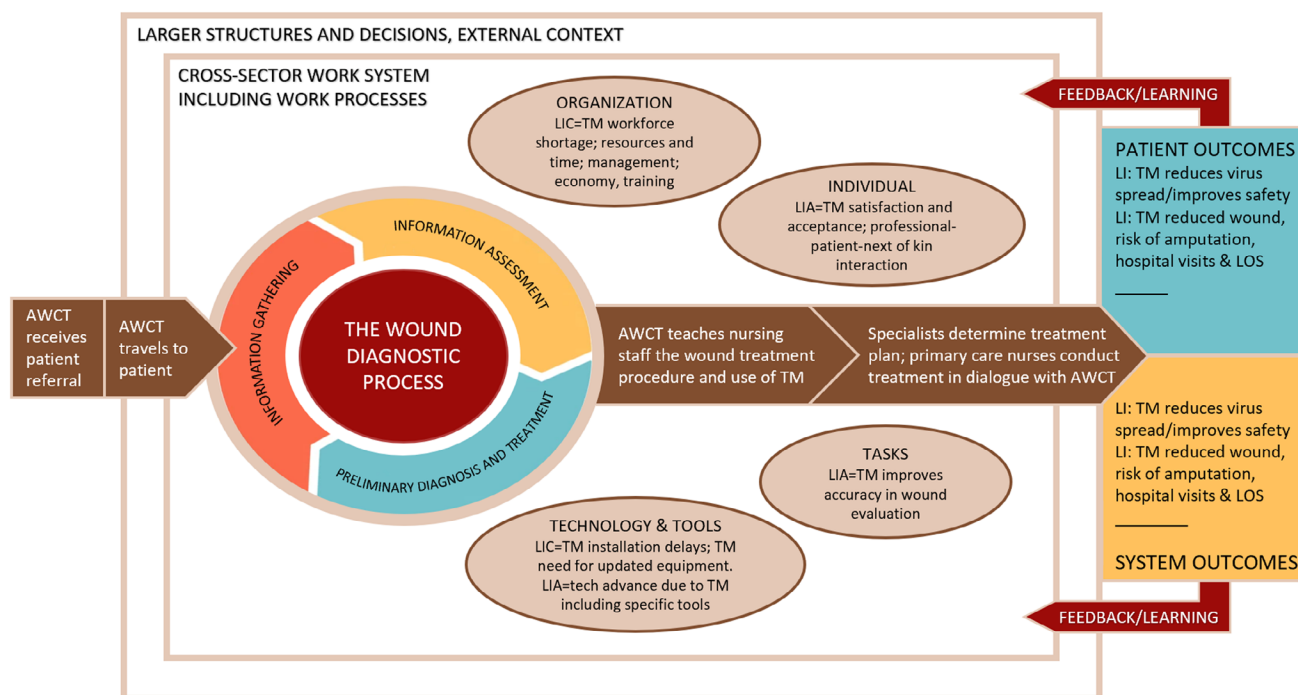 LARGER STRUCTURES AND DECISIONS, EXTERNAL CONTEXT
CROSS-SECTOR WORK SYSTEM
INCLUDING WORK PROCESSES
ORGANIZATION
LIC=TM workforce
shortage; resources and
time; management;
economy, training
INDIVIDUAL
LIA=TM satisfaction and
acceptance; professional-
patient-next of kin
interaction
AWCT
receives
patient
referral
AWCT
travels to
patient
INFORMATION GATHERING
INFORMATION ASSESSMENT
PRELIMINARY DIAGNOSIS AND TREATMENT
THE WOUND
DIAGNOSTIC
PROCESS
AWCT teaches nursing
staff the wound treatment
procedure and use of TM
Specialists determine treatment
plan; primary care nurses conduct
treatment in dialogue with AWCT
TASKS
LIA=TM improves
accuracy in wound
evaluation
TECHNOLOGY & TOOLS
LIC=TM installation delays; TM
need for updated equipment.
LIA=tech advance due to TM
including specific tools
FEEDBACK/LEARNING
PATIENT OUTCOMES
LI: TM reduces virus
spread/improves safety
LI: TM reduced wound,
risk of amputation,
hospital visits & LOS
LI: TM reduces virus
spread/improves safety
LI: TM reduced wound,
risk of amputation,
hospital visits & LOS
SYSTEM OUTCOMES
FEEDBACK/LEARNING